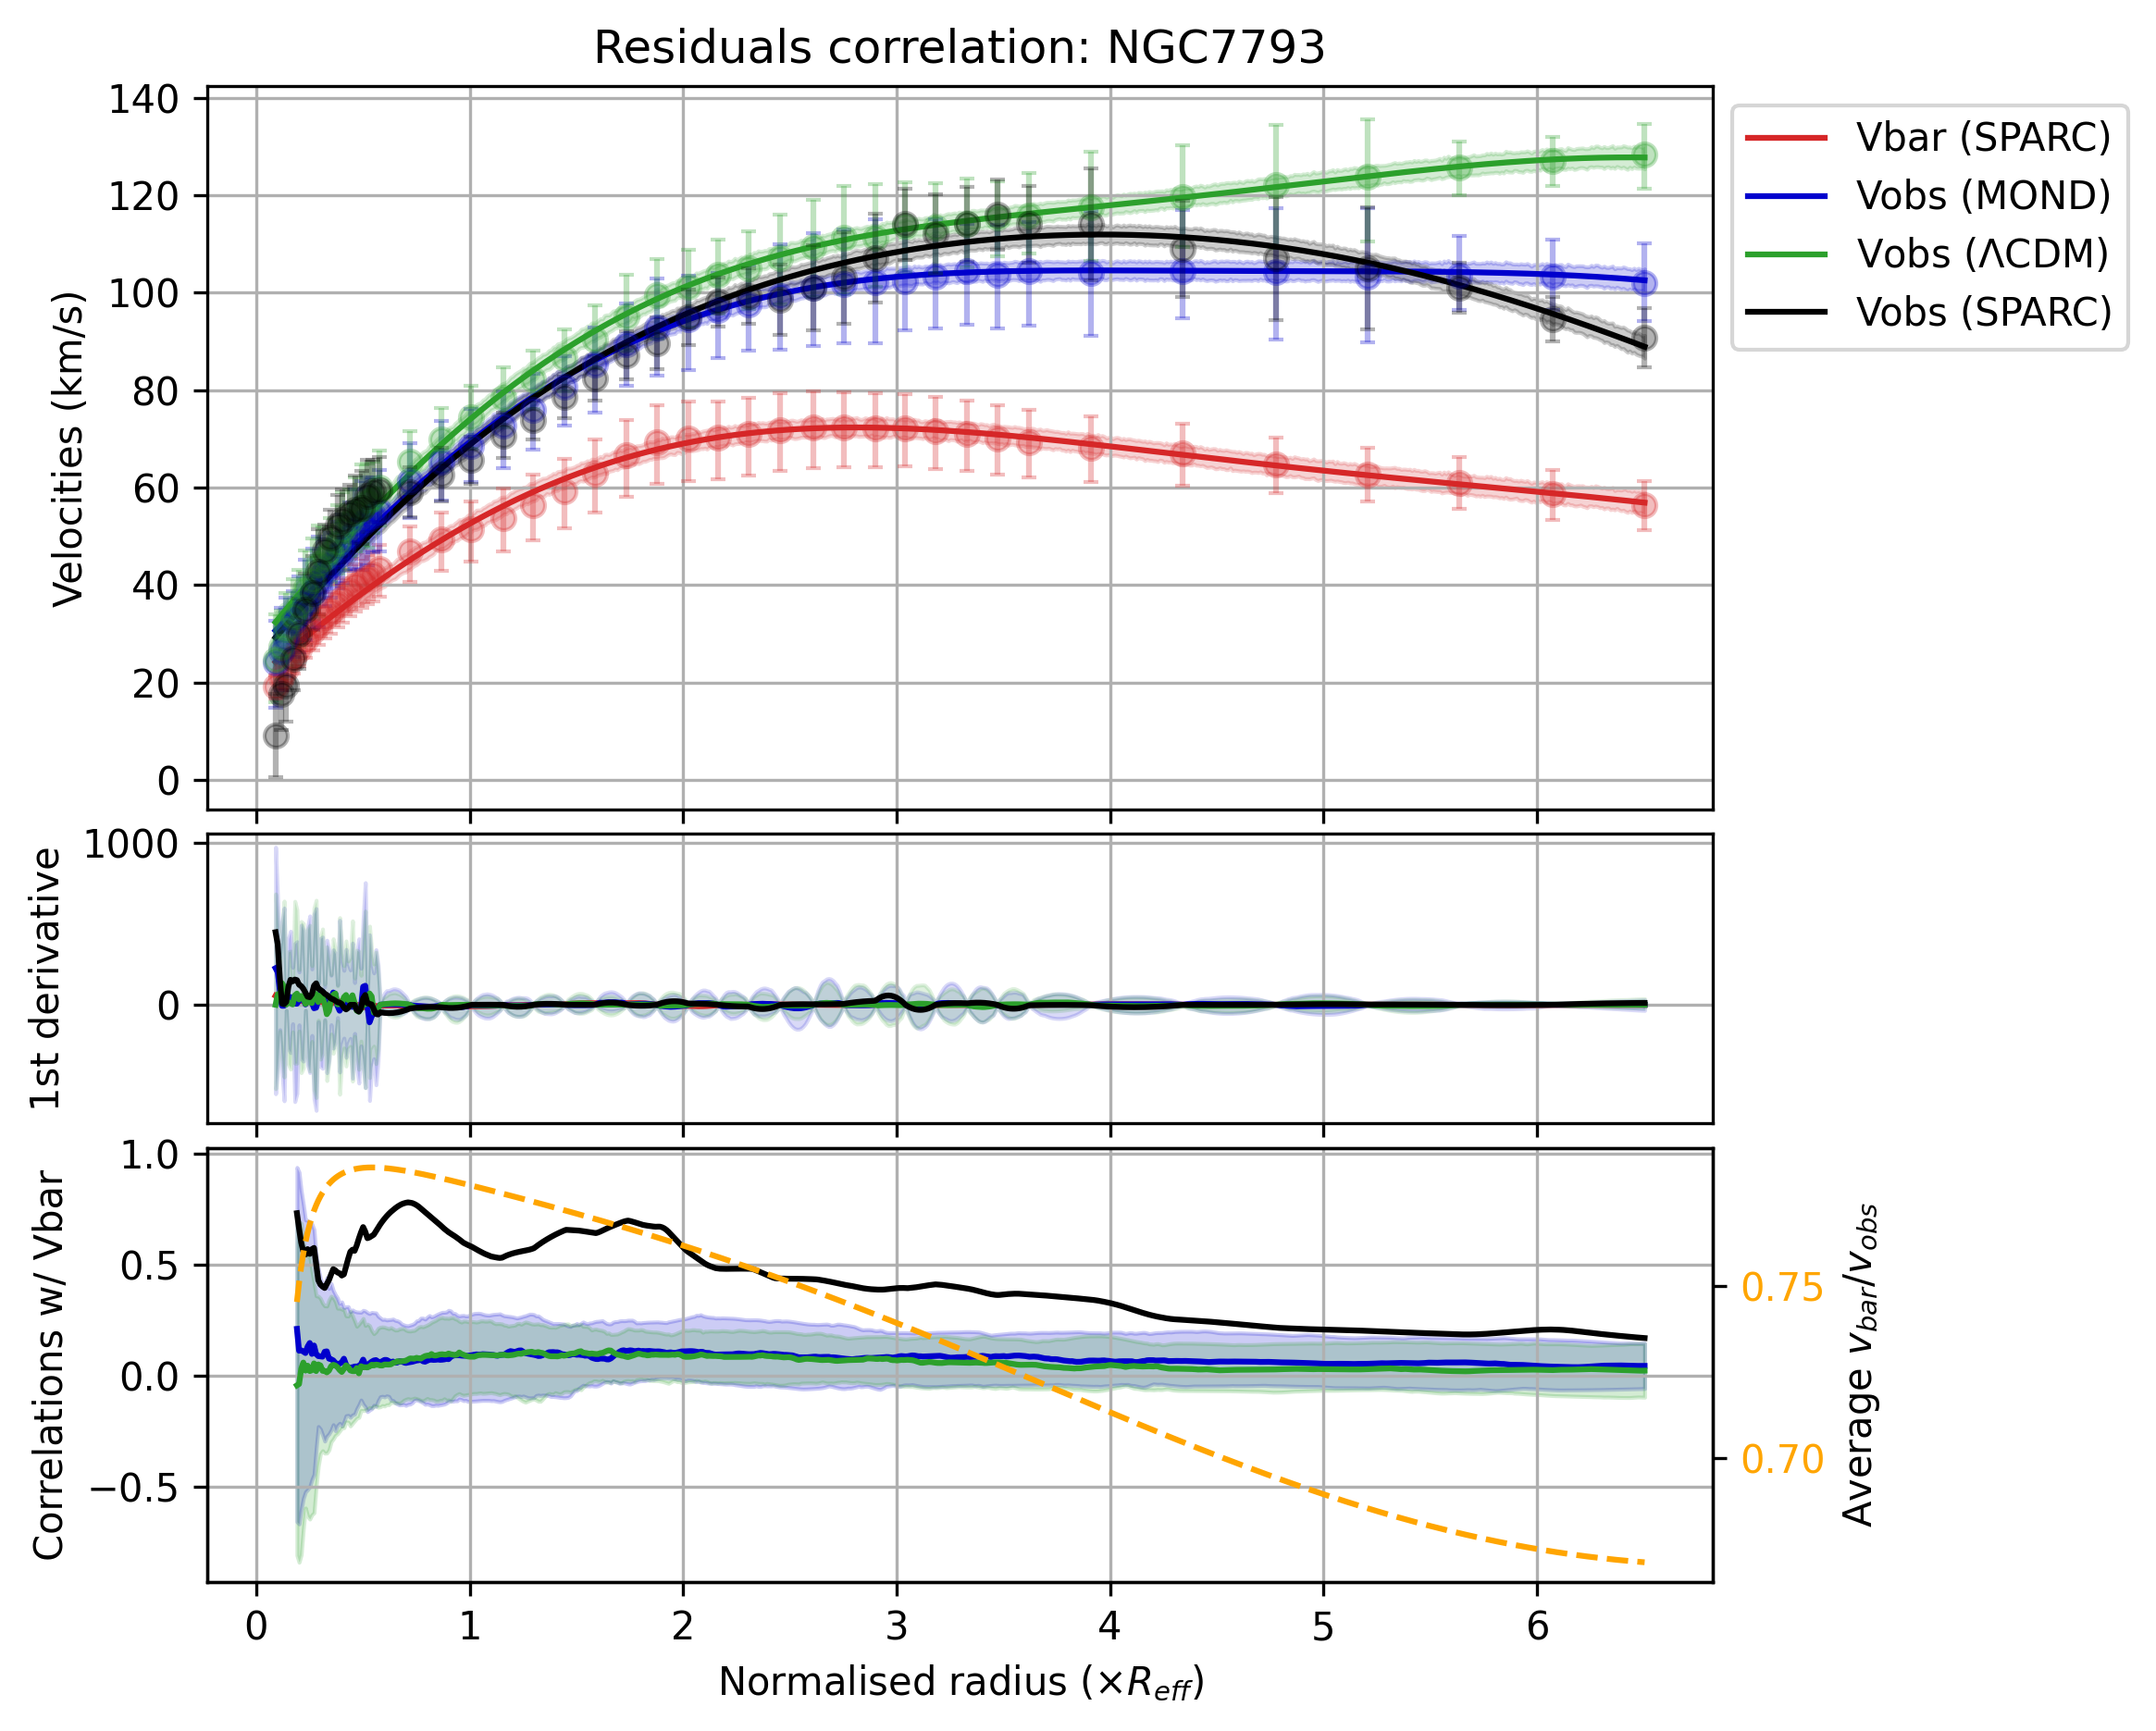 Residuals correlation: NGC7793
140
120
100
80
60
40
20
0
Velocities (km/s)
Vbar (SPARC)
Vobs (MOND)
Vobs (ΛCDM)
Vobs (SPARC)
1000
0
1st derivative
1.0
0.5
0.0
−0.5
Correlations w/ Vbar
0.75
0.70
Average v_bar/v_obs
0 1 2 3 4 5 6
Normalised radius (×R_eff)